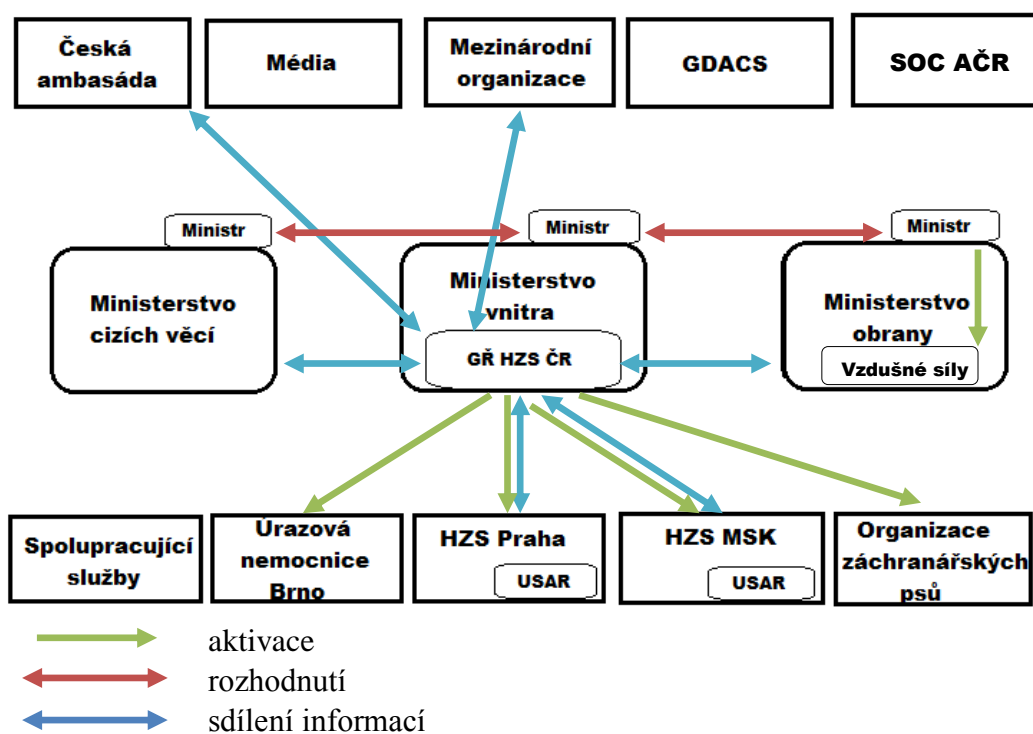 Česká
ambasáda
Média
Mezinárodní
organizace
GDACS
SOC AČR
Ministr
Ministr
Ministr
Ministerstvo
cizích věcí
Ministerstvo
vnitra
GŘ HZS ČR
Ministerstvo
obrany
Vzdušné síly
Spolupracující
služby
Úrazová
nemocnice
Brno
HZS Praha
USAR
HZS MSK
USAR
Organizace
záchranářských
psů
aktivace
rozhodnutí
sdílení informací